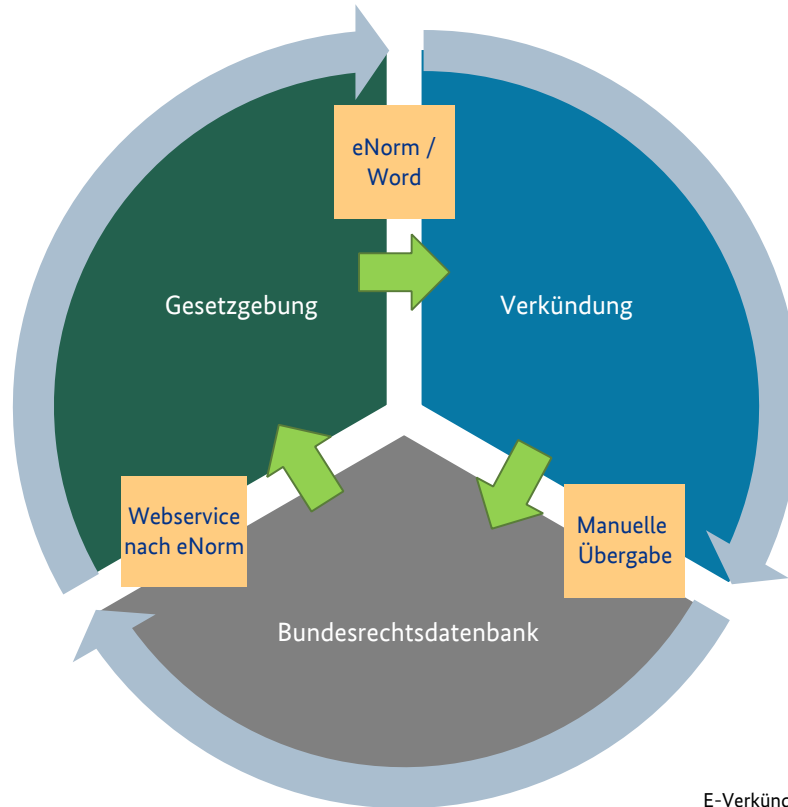 eNorm /
Word
Gesetzgebung
Verkündung
Webservice
nach eNorm
Manuelle
Übergabe
Bundesrechtsdatenbank